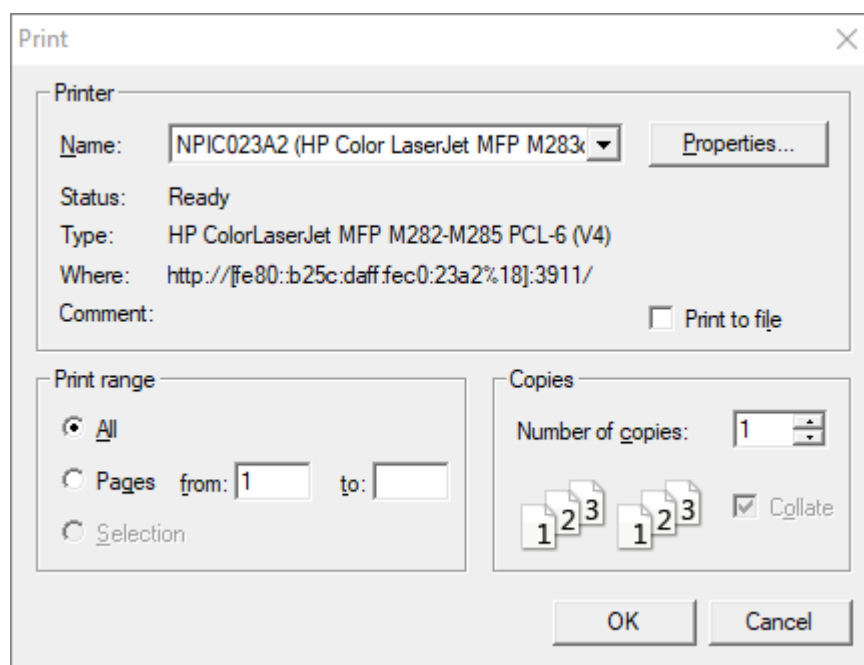 Print
Printer
Name: NPIC023A2 (HP Color LaserJet MFP M283c Properties...
Status: Ready
Type: HP ColorLaserJet MFP M282-M285 PCL-6 (V4)
Where: http://[fe80::b25c:daff:fec0:23a2%18]:3911/
Comment: Print to file
Print range
All
Pages from: 1 to:
Selection
Copies
Number of copies: 1
1 2 3 1 2 3 Collate
OK Cancel